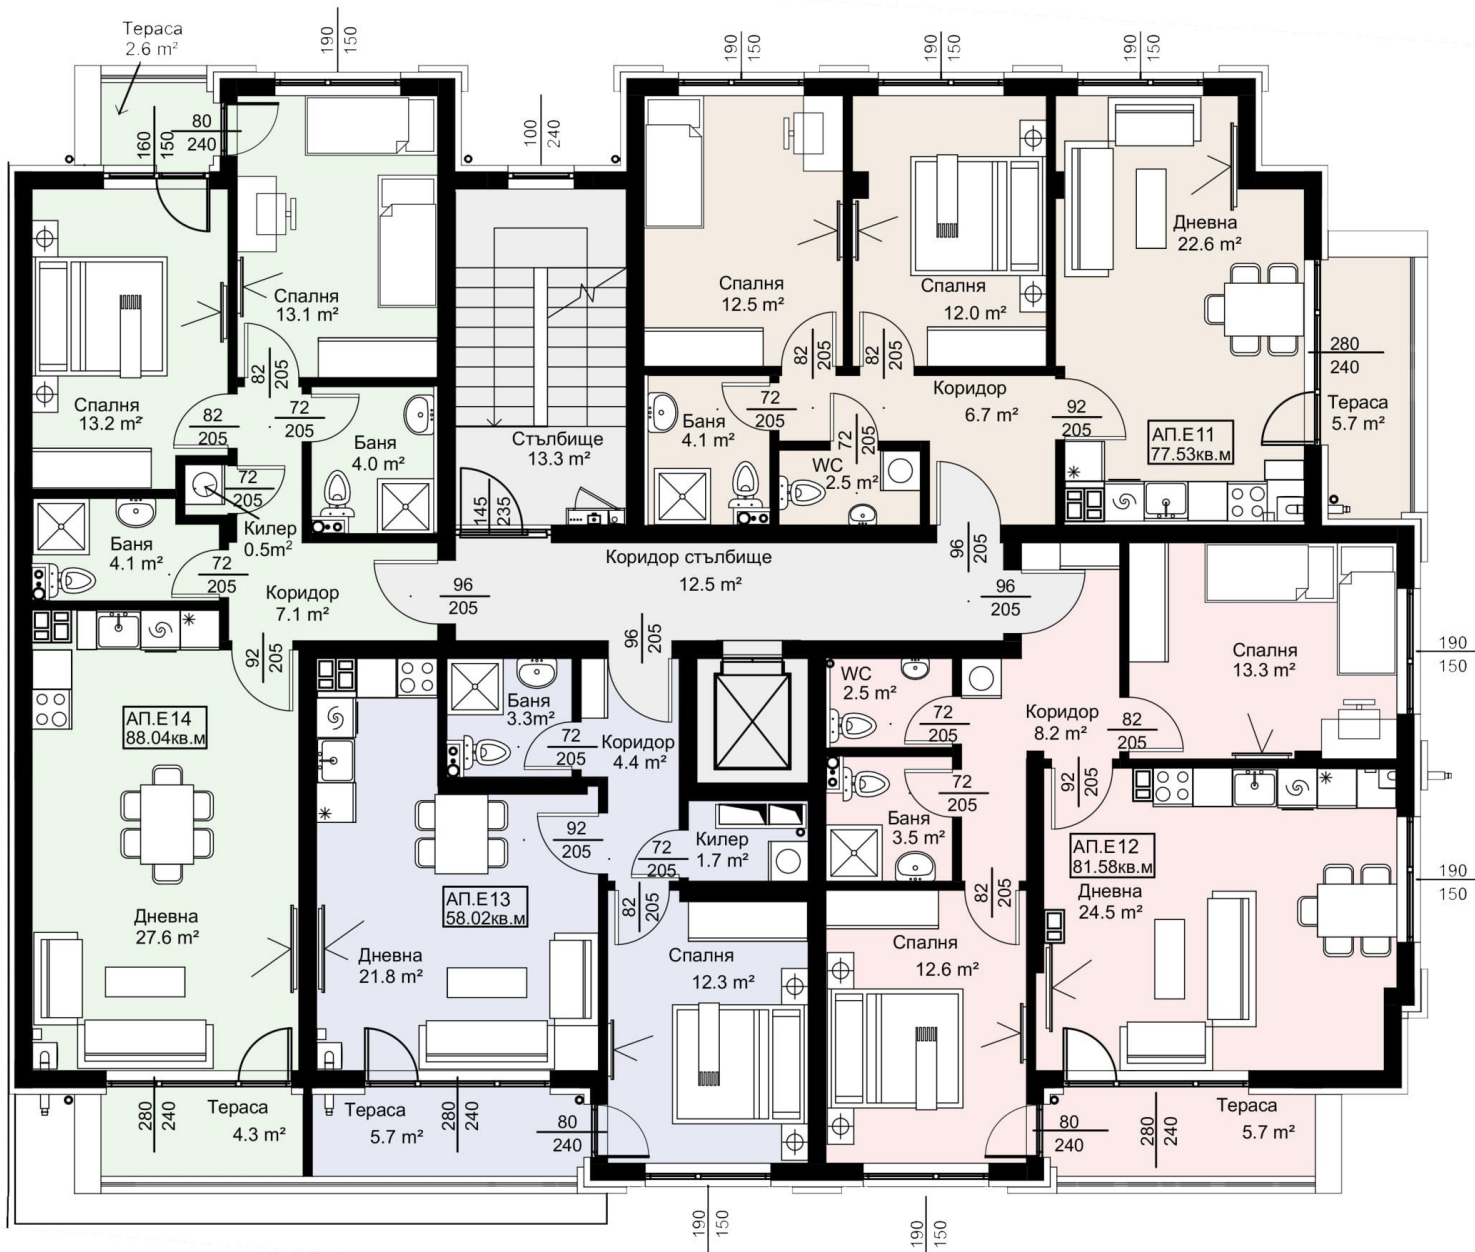 Тераса
2.6 m²
190
150
190
150
190
150
190
150
100
240
160
150
80
240
Дневна
22.6 m²
Спалня
13.1 m²
Спалня
12.5 m²
Спалня
12.0 m²
280
240
Тераса
5.7 m²
82
205
82
205
82
205
Спалня
13.2 m²
82
205
72
205
Баня
4.0 m²
Стълбище
13.3 m²
Баня
4.1 m²
72
205
72
205
Коридор
6.7 m²
92
205
АП.Е11
77.53кв.м
WC
2.5 m²
72
205
145
235
Килер
0.5m²
Баня
4.1 m²
72
205
Коридор
7.1 m²
96
205
Коридор стълбище
12.5 m²
96
205
96
205
96
205
92
205
190
150
Спалня
13.3 m²
WC
2.5 m²
АП.Е14
88.04кв.м
Баня
3.3m²
72
205
Коридор
4.4 m²
72
205
Коридор
8.2 m²
82
205
92
205
72
205
Баня
3.5 m²
92
205
72
205
Килер
1.7 m²
АП.Е12
81.58кв.м
Дневна
24.5 m²
190
150
АП.Е13
58.02кв.м
82
205
82
205
Дневна
27.6 m²
Дневна
21.8 m²
Спалня
12.3 m²
Спалня
12.6 m²
280
240
Тераса
4.3 m²
Тераса
5.7 m²
280
240
80
240
80
240
280
240
Тераса
5.7 m²
190
150
190
150